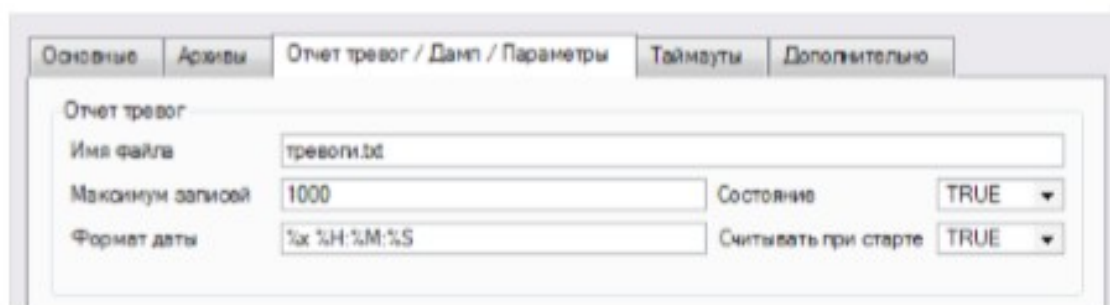 Основные Архивы Отчет тревог / Дамп / Параметры Таймауты Дополнительно
Отчет тревог
Имя файла тревоги.txt
Максимум записей 1000 Состояние TRUE
Формат даты %x %H:%M:%S Считывать при старте TRUE